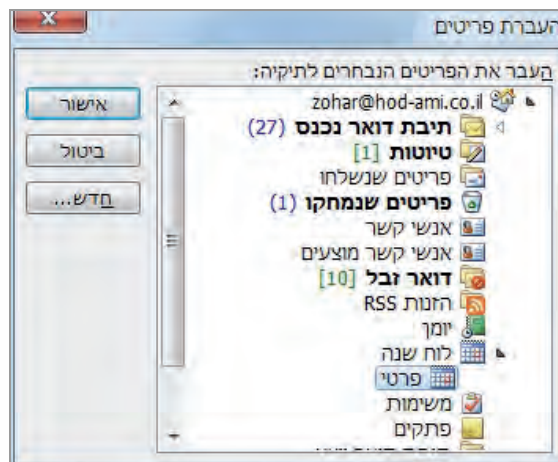 העברת פריטים
העבר את הפריטים הנבחרים לתיקיה:
zohar@hod-ami.co.il
תיבת דואר נכנס (27)
טיוטות [1]
פריטים שנשלחו
פריטים שנמחקו (1)
אנשי קשר
אנשי קשר מוצעים
דואר זבל [10]
הזנות RSS
יומן
לוח שנה
פרטי
משימות
פתקים
אישור
ביטול
חדש...